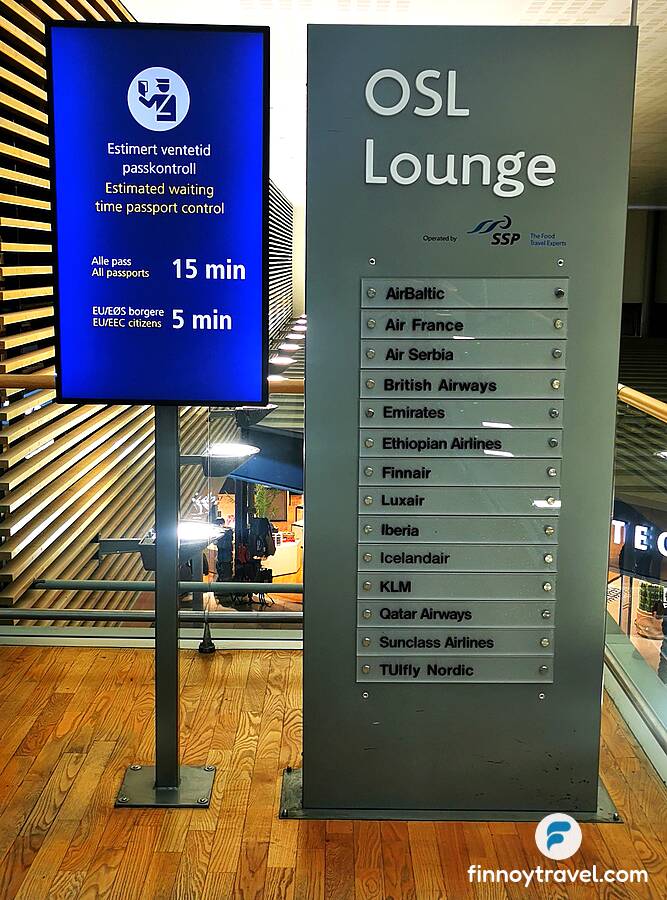 Estimert ventetid
passkontroll
Estimated waiting
time passport control
Alle pass
All passports
15 min
EU/EØS borgere
EU/EEC citizens
5 min
OSL
Lounge
Operated by
SSP
The Food
Travel Experts
AirBaltic
Air France
Air Serbia
British Airways
Emirates
Ethiopian Airlines
Finnair
Luxair
Iberia
Icelandair
KLM
Qatar Airways
Sunclass Airlines
TUIfly Nordic
finnoytravel.com